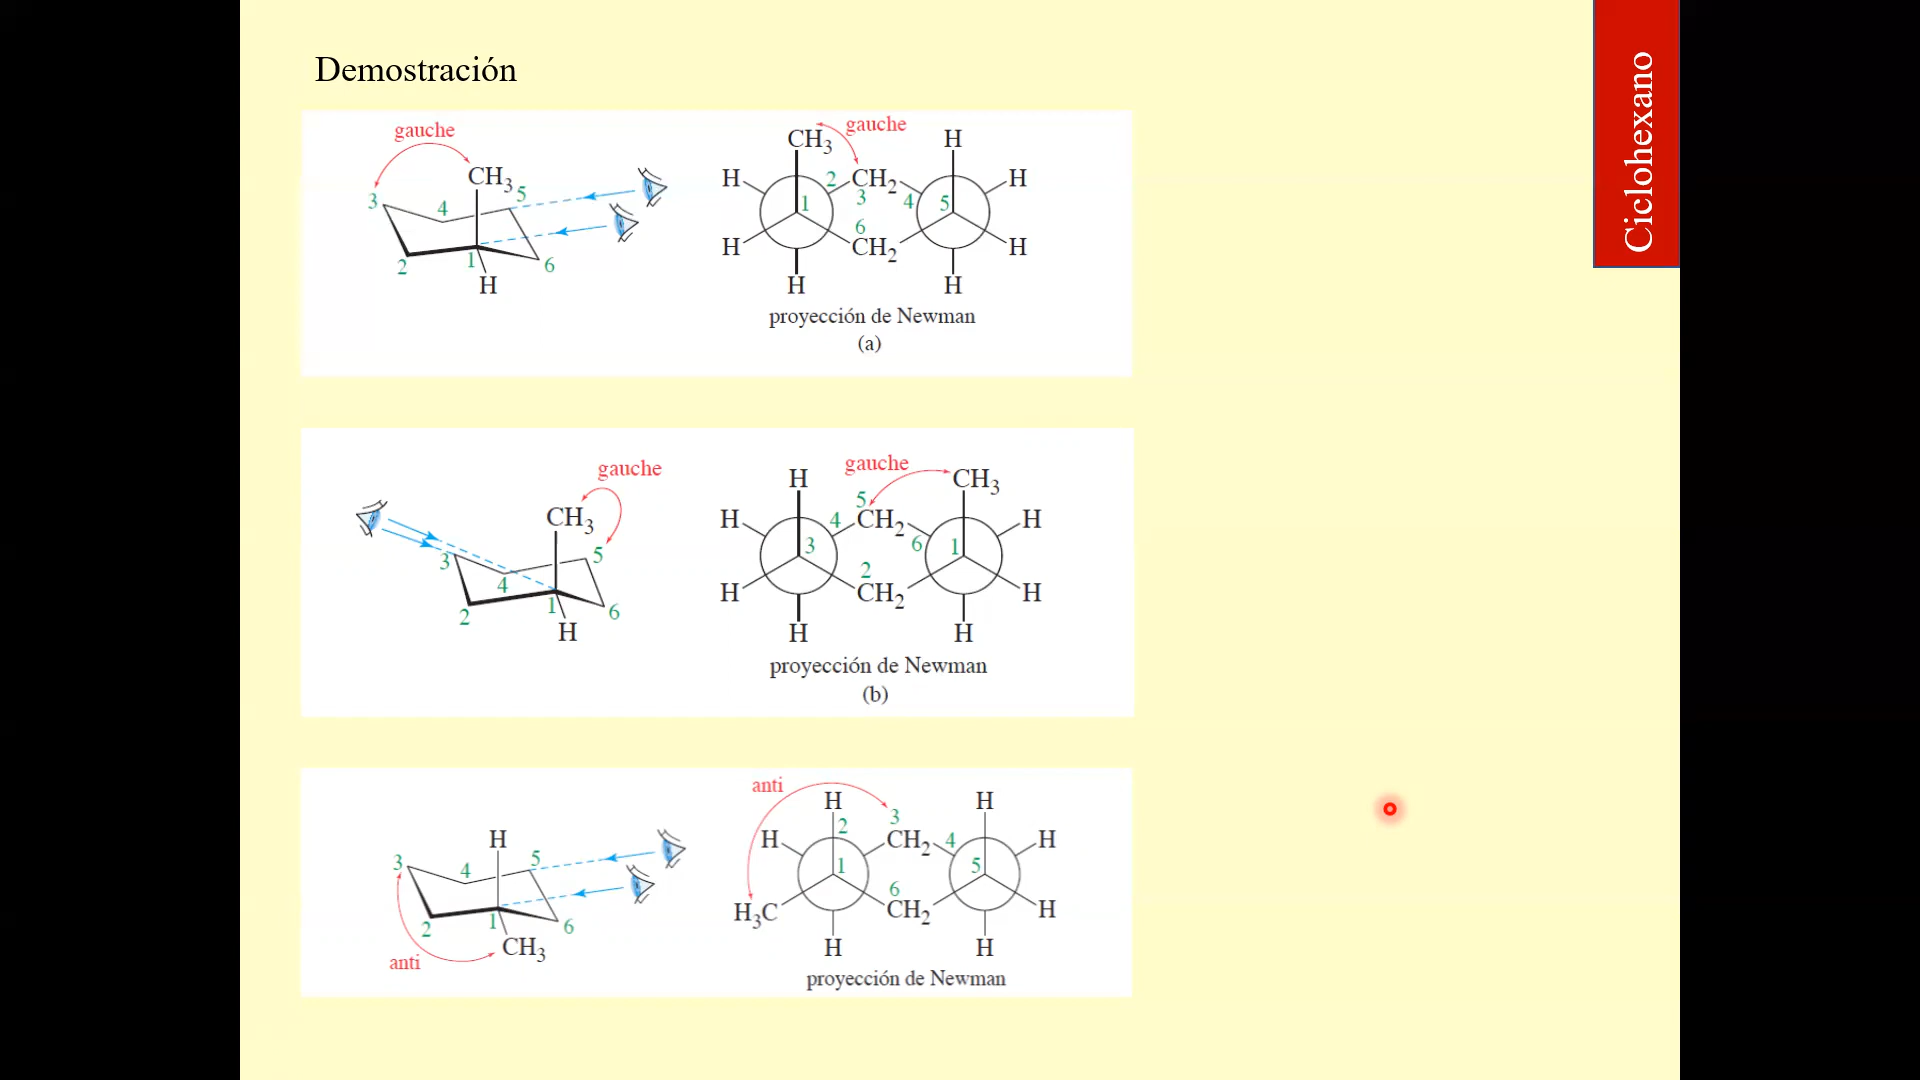 Demostración
Ciclohexano
gauche
CH3
3
4
5
2
1
6
H
gauche
CH3
H
H
2
CH2
H
3
4
1
5
6
H
CH2
H
H
H
proyección de Newman
(a)
gauche
CH3
3
4
5
2
1
6
H
H
gauche
CH3
5
H
4
CH2
H
3
6
1
2
H
CH2
H
H
H
proyección de Newman
(b)
H
3
4
5
2
1
6
CH3
anti
anti
H
H
3
2
H
CH2
4
H
1
5
6
H3C
CH2
H
H
H
proyección de Newman